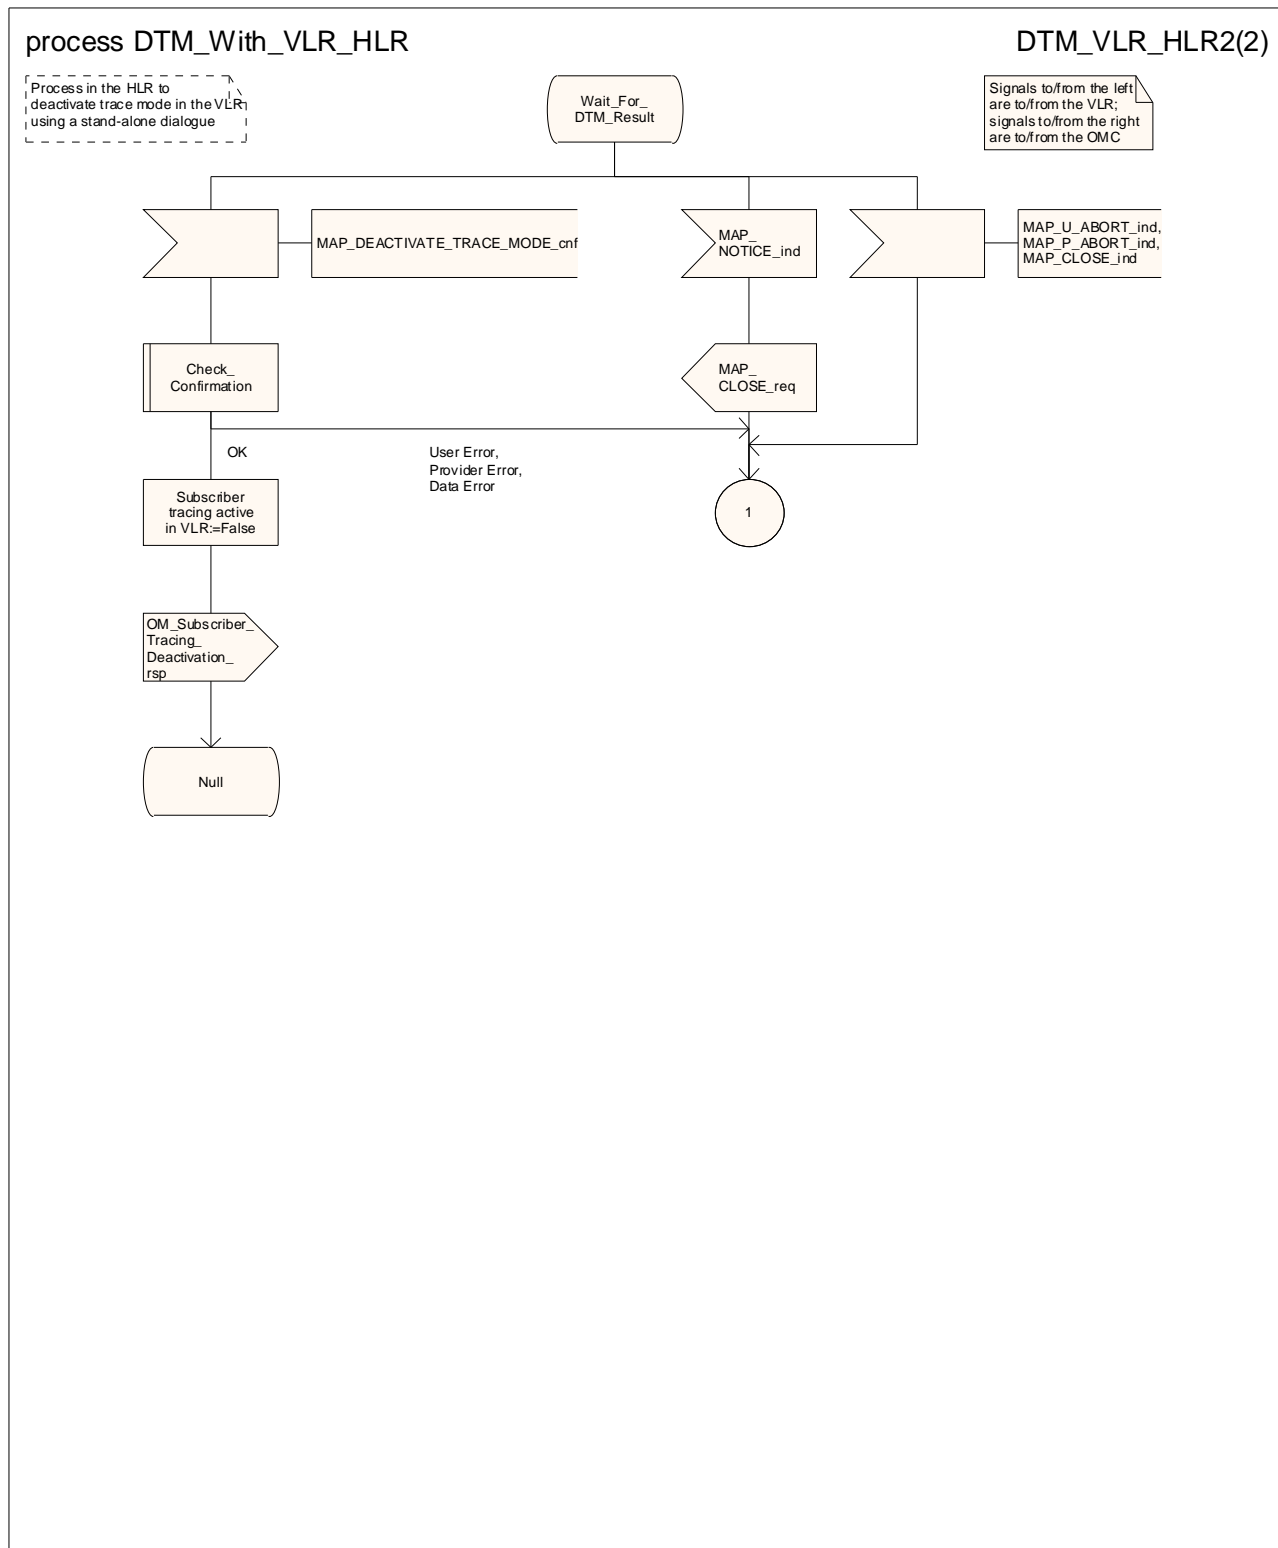 process DTM_With_VLR_HLR
DTM_VLR_HLR2(2)
Process in the HLR to
deactivate trace mode in the VLR
using a stand-alone dialogue
Wait_For_
DTM_Result
Signals to/from the left
are to/from the VLR;
signals to/from the right
are to/from the OMC
MAP_DEACTIVATE_TRACE_MODE_cnf
MAP_
NOTICE_ind
MAP_U_ABORT_ind,
MAP_P_ABORT_ind,
MAP_CLOSE_ind
Check_
Confirmation
MAP_
CLOSE_req
OK
User Error,
Provider Error,
Data Error
Subscriber
tracing active
in VLR:=False
1
OM_Subscriber_
Tracing_
Deactivation_
rsp
Null